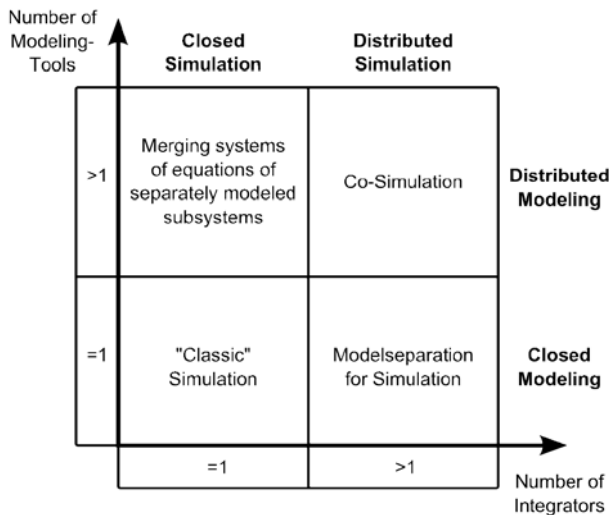 Number of
Modeling-
Tools
Closed
Simulation
Distributed
Simulation
>1
Merging systems
of equations of
separately modeled
subsystems
Co-Simulation
Distributed
Modeling
=1
"Classic"
Simulation
Modelseparation
for Simulation
Closed
Modeling
=1
>1
Number of
Integrators